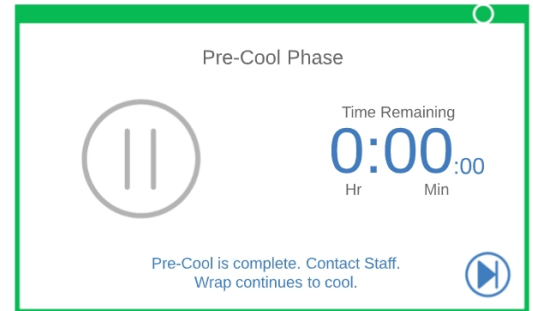 Pre-Cool Phase
Time Remaining
0:00:00
Hr Min
Pre-Cool is complete. Contact Staff.
Wrap continues to cool.